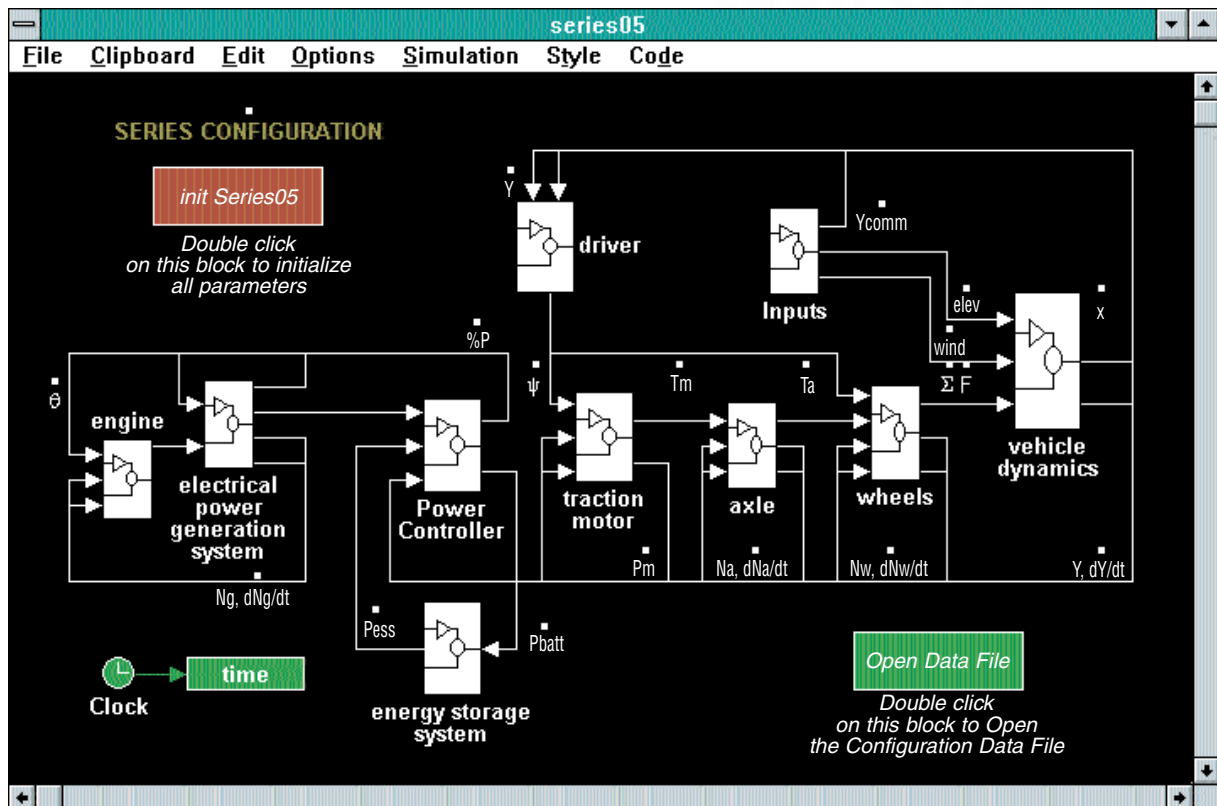 series05
File Clipboard Edit Options Simulation Style Code
SERIES CONFIGURATION
init Series05
Double click
on this block to initialize
all parameters
Y
driver
Ycomm
Inputs
elev
wind
x
Σ F
vehicle
dynamics
%P
θ
engine
electrical
power
generation
system
Ng, dNg/dt
Power
Controller
ψ
traction
motor
Tm
axle
Ta
wheels
Pm
Na, dNa/dt
Nw, dNw/dt
Y, dY/dt
Pess
Pbatt
energy storage
system
Clock
time
Open Data File
Double click
on this block to Open
the Configuration Data File